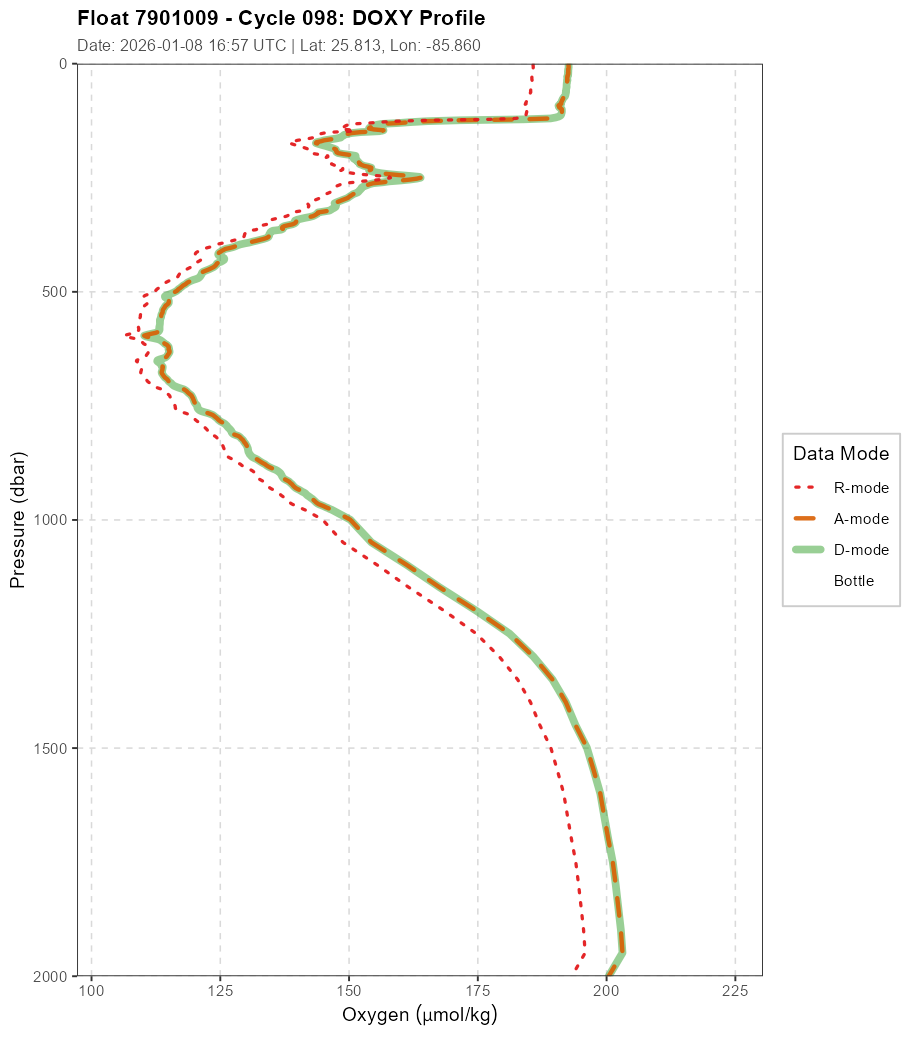 Float 7901009 - Cycle 098: DOXY Profile
Date: 2026-01-08 16:57 UTC | Lat: 25.813, Lon: -85.860
0
500
1000
1500
2000
Pressure (dbar)
100 125 150 175 200 225
Oxygen (μmol/kg)
Data Mode
R-mode
A-mode
D-mode
Bottle